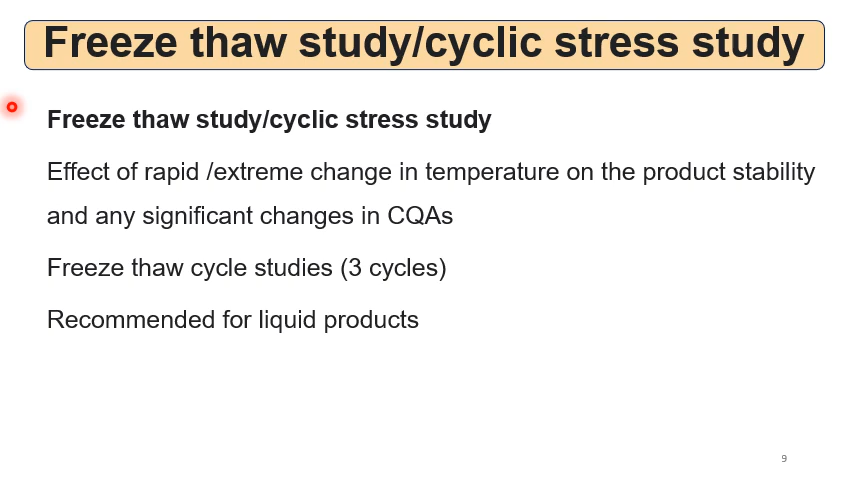 Freeze thaw study/cyclic stress study
Freeze thaw study/cyclic stress study
Effect of rapid /extreme change in temperature on the product stability
and any significant changes in CQAs
Freeze thaw cycle studies (3 cycles)
Recommended for liquid products
9